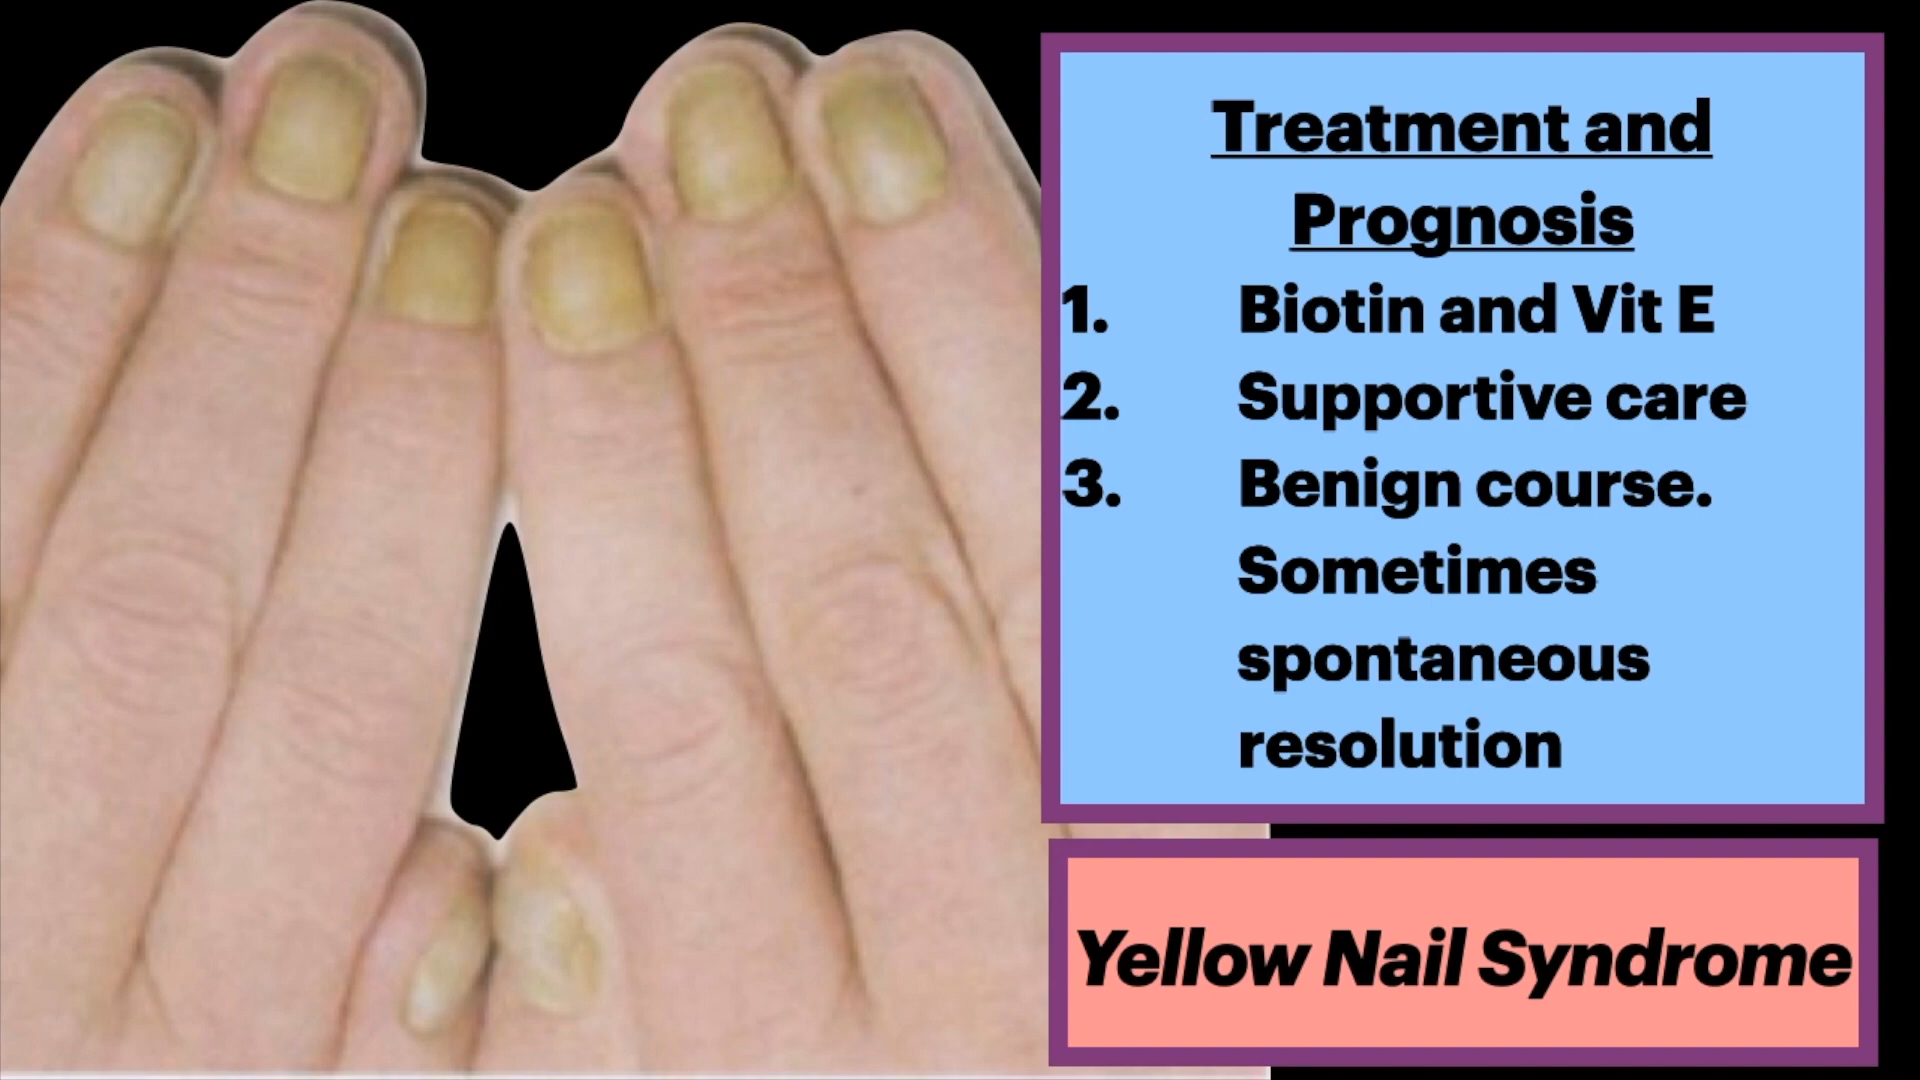 Treatment and
Prognosis
1. Biotin and Vit E
2. Supportive care
3. Benign course.
Sometimes
spontaneous
resolution
Yellow Nail Syndrome